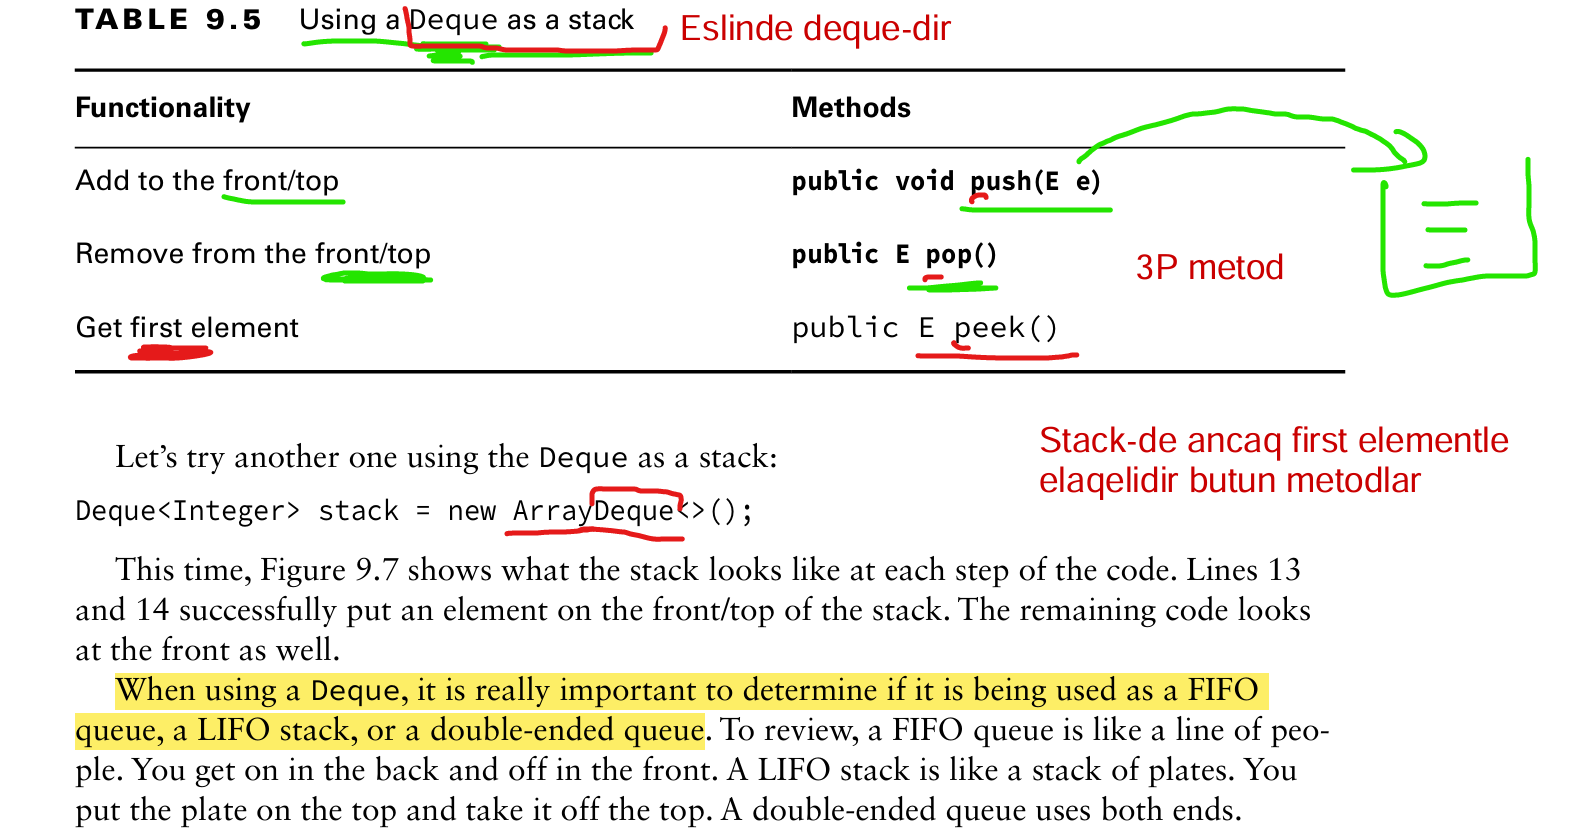 TABLE 9.5 Using a Deque as a stack Eslinde deque-dir
Functionality Methods
Add to the front/top public void push(E e)
Remove from the front/top public E pop() 3P metod
Get first element public E peek()
Let’s try another one using the Deque as a stack:
Stack-de ancaq first elementle
elaqelidir butun metodlar
Deque<Integer> stack = new ArrayDeque<>();
This time, Figure 9.7 shows what the stack looks like at each step of the code. Lines 13
and 14 successfully put an element on the front/top of the stack. The remaining code looks
at the front as well.
When using a Deque, it is really important to determine if it is being used as a FIFO
queue, a LIFO stack, or a double-ended queue. To review, a FIFO queue is like a line of peo-
ple. You get on in the back and off in the front. A LIFO stack is like a stack of plates. You
put the plate on the top and take it off the top. A double-ended queue uses both ends.